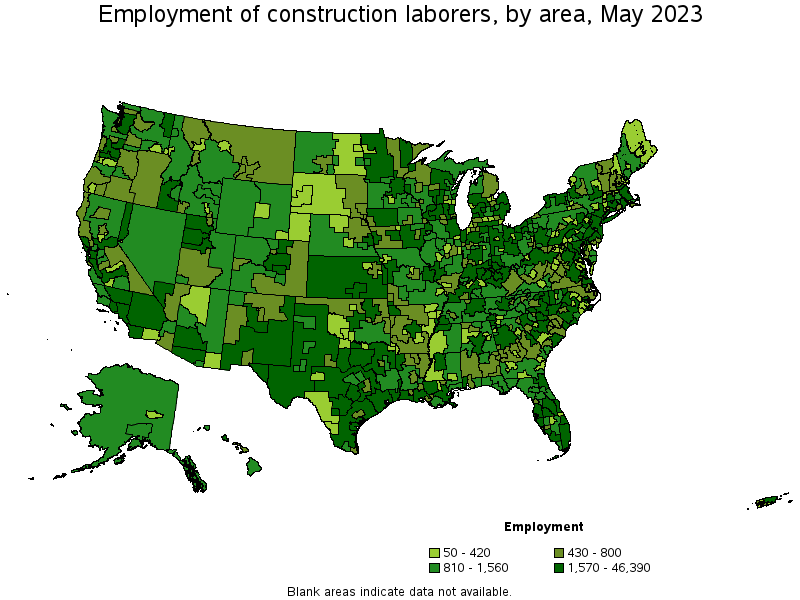 Employment of construction laborers, by area, May 2023
Employment
50 - 420
430 - 800
810 - 1,560
1,570 - 46,390
Blank areas indicate data not available.